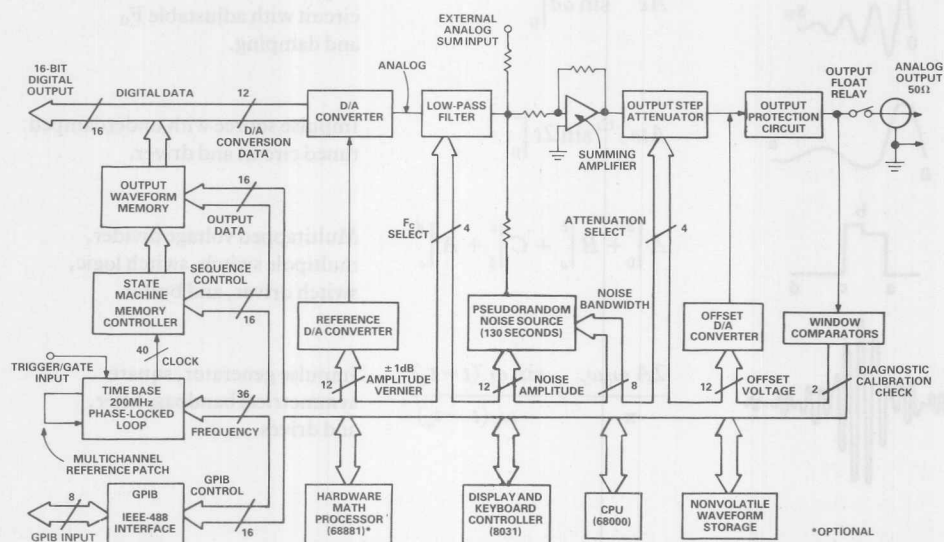 EXTERNAL
ANALOG
SUM INPUT
16-BIT
DIGITAL
OUTPUT
DIGITAL DATA
16
12
D/A
CONVERSION
DATA
D/A
CONVERTER
ANALOG
LOW-PASS
FILTER
SUMMING
AMPLIFIER
OUTPUT STEP
ATTENUATOR
OUTPUT
PROTECTION
CIRCUIT
OUTPUT
FLOAT
RELAY
ANALOG
OUTPUT
50Ω
OUTPUT
WAVEFORM
MEMORY
16
OUTPUT
DATA
FC
SELECT
4
ATTENUATION
SELECT
4
STATE
MACHINE
MEMORY
CONTROLLER
SEQUENCE
CONTROL
16
REFERENCE
D/A CONVERTER
PSEUDORANDOM
NOISE SOURCE
(130 SECONDS)
NOISE
BANDWIDTH
OFFSET
D/A
CONVERTER
WINDOW
COMPARATORS
40
CLOCK
TRIGGER/GATE
INPUT
TIME BASE
200MHz
PHASE-LOCKED
LOOP
36
FREQUENCY
12
±1dB
AMPLITUDE
VERNIER
12
NOISE
AMPLITUDE
8
12
OFFSET
VOLTAGE
2
DIAGNOSTIC
CALIBRATION
CHECK
MULTICHANNEL
REFERENCE PATCH
8
GPIB INPUT
GPIB
IEEE-488
INTERFACE
GPIB
CONTROL
16
HARDWARE
MATH
PROCESSOR
(68881)*
DISPLAY AND
KEYBOARD
CONTROLLER
(8031)
CPU
(68000)
NONVOLATILE
WAVEFORM
STORAGE
*OPTIONAL